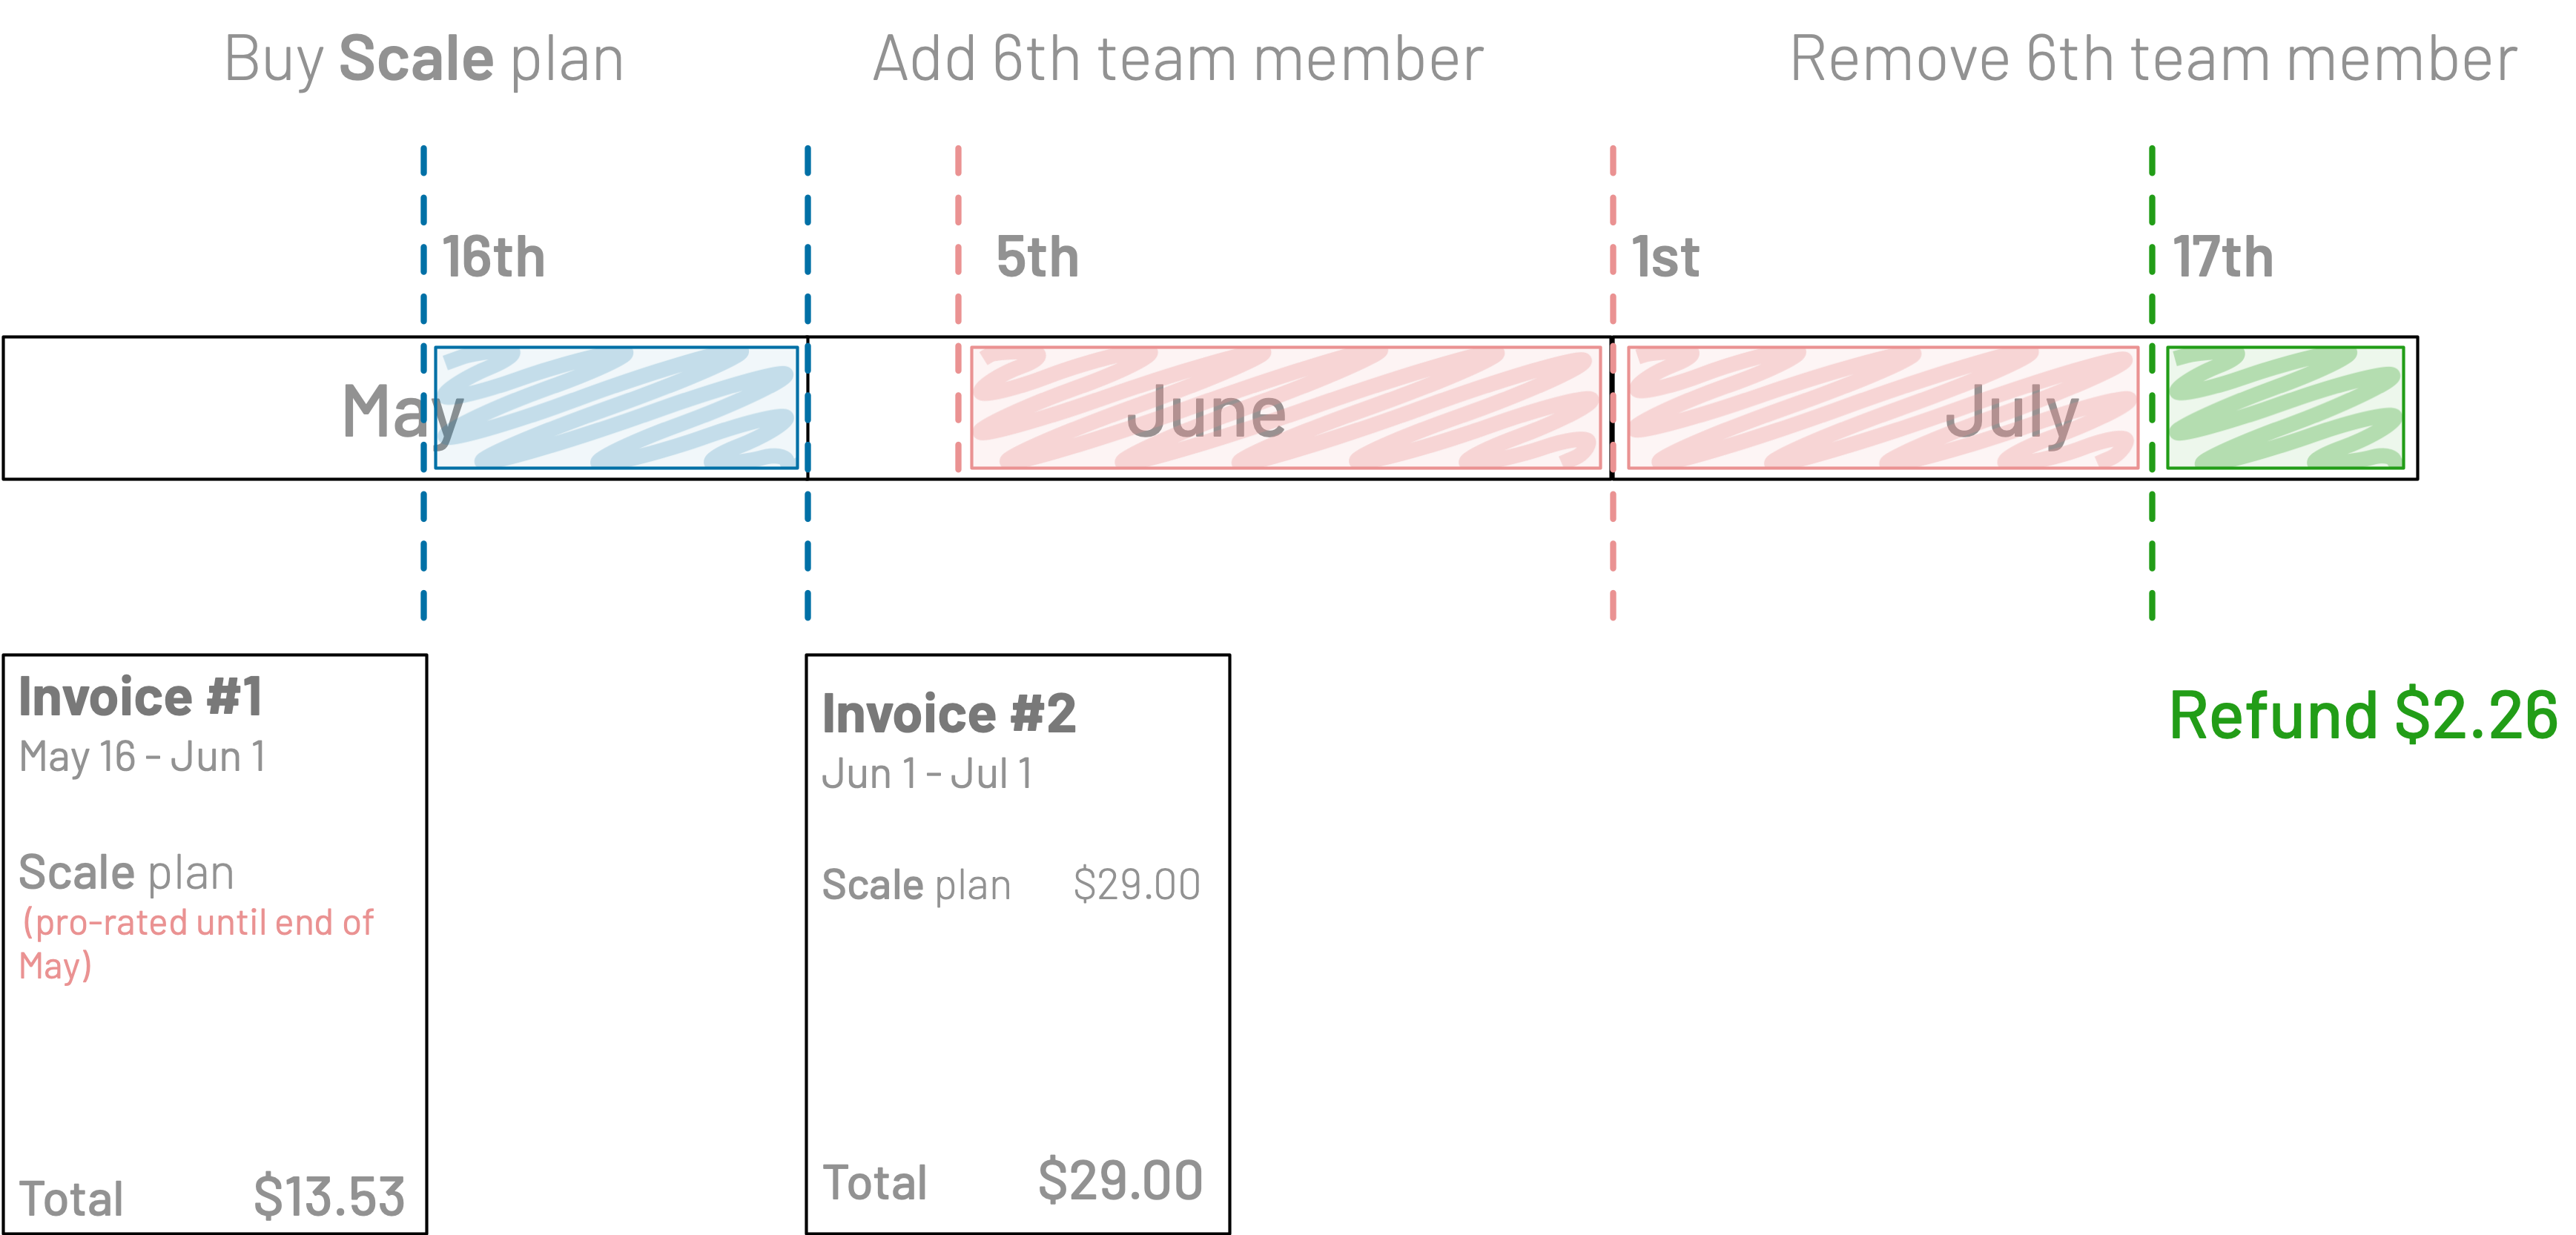 Buy Scale plan
Add 6th team member
Remove 6th team member
16th
5th
1st
17th
May
June
July
Invoice #1
May 16 - Jun 1
Scale plan
(pro-rated until end of
May)
Total $13.53
Invoice #2
Jun 1 - Jul 1
Scale plan $29.00
Total $29.00
Refund $2.26